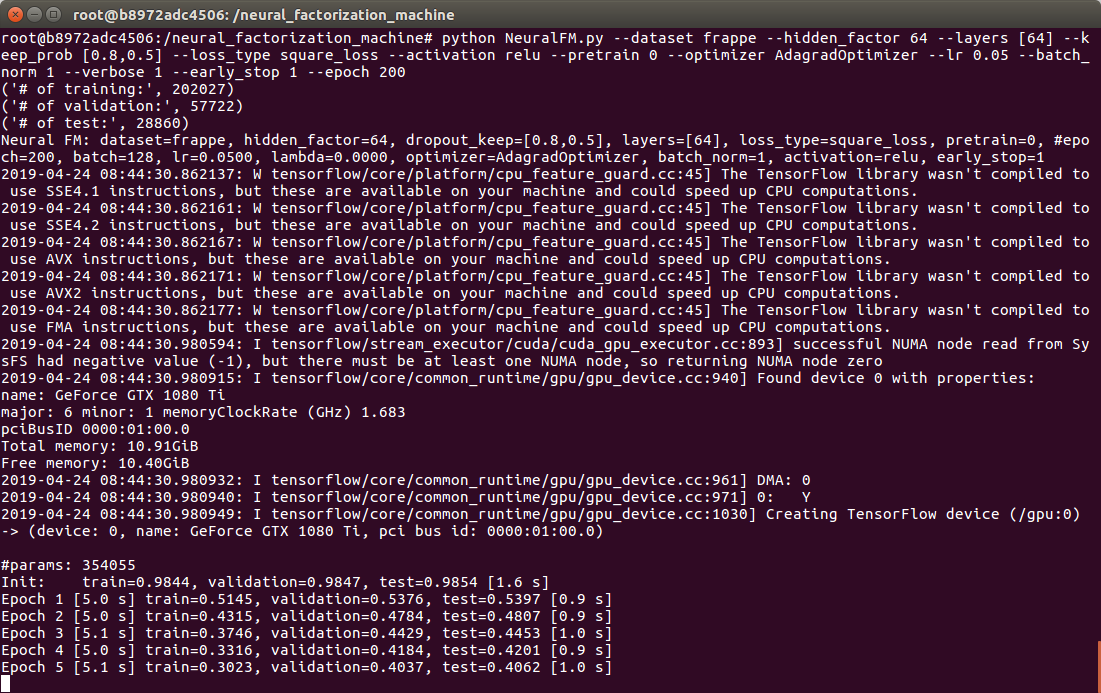 root@b8972adc4506: /neural_factorization_machine
root@b8972adc4506:/neural_factorization_machine# python NeuralFM.py --dataset frappe --hidden_factor 64 --layers [64] --k
eep_prob [0.8,0.5] --loss_type square_loss --activation relu --pretrain 0 --optimizer AdagradOptimizer --lr 0.05 --batch_
norm 1 --verbose 1 --early_stop 1 --epoch 200
('# of training:', 202027)
('# of validation:', 57722)
('# of test:', 28860)
Neural FM: dataset=frappe, hidden_factor=64, dropout_keep=[0.8,0.5], layers=[64], loss_type=square_loss, pretrain=0, #epo
ch=200, batch=128, lr=0.0500, lambda=0.0000, optimizer=AdagradOptimizer, batch_norm=1, activation=relu, early_stop=1
2019-04-24 08:44:30.862137: W tensorflow/core/platform/cpu_feature_guard.cc:45] The TensorFlow library wasn't compiled to
 use SSE4.1 instructions, but these are available on your machine and could speed up CPU computations.
2019-04-24 08:44:30.862161: W tensorflow/core/platform/cpu_feature_guard.cc:45] The TensorFlow library wasn't compiled to
 use SSE4.2 instructions, but these are available on your machine and could speed up CPU computations.
2019-04-24 08:44:30.862167: W tensorflow/core/platform/cpu_feature_guard.cc:45] The TensorFlow library wasn't compiled to
 use AVX instructions, but these are available on your machine and could speed up CPU computations.
2019-04-24 08:44:30.862171: W tensorflow/core/platform/cpu_feature_guard.cc:45] The TensorFlow library wasn't compiled to
 use AVX2 instructions, but these are available on your machine and could speed up CPU computations.
2019-04-24 08:44:30.862177: W tensorflow/core/platform/cpu_feature_guard.cc:45] The TensorFlow library wasn't compiled to
 use FMA instructions, but these are available on your machine and could speed up CPU computations.
2019-04-24 08:44:30.980594: I tensorflow/stream_executor/cuda/cuda_gpu_executor.cc:893] successful NUMA node read from Sy
sFS had negative value (-1), but there must be at least one NUMA node, so returning NUMA node zero
2019-04-24 08:44:30.980915: I tensorflow/core/common_runtime/gpu/gpu_device.cc:940] Found device 0 with properties:
name: GeForce GTX 1080 Ti
major: 6 minor: 1 memoryClockRate (GHz) 1.683
pciBusID 0000:01:00.0
Total memory: 10.91GiB
Free memory: 10.40GiB
2019-04-24 08:44:30.980932: I tensorflow/core/common_runtime/gpu/gpu_device.cc:961] DMA: 0
2019-04-24 08:44:30.980940: I tensorflow/core/common_runtime/gpu/gpu_device.cc:971] 0:   Y
2019-04-24 08:44:30.980949: I tensorflow/core/common_runtime/gpu/gpu_device.cc:1030] Creating TensorFlow device (/gpu:0)
-> (device: 0, name: GeForce GTX 1080 Ti, pci bus id: 0000:01:00.0)
#params: 354055
Init:    train=0.9844, validation=0.9847, test=0.9854 [1.6 s]
Epoch 1 [5.0 s] train=0.5145, validation=0.5376, test=0.5397 [0.9 s]
Epoch 2 [5.0 s] train=0.4315, validation=0.4784, test=0.4807 [0.9 s]
Epoch 3 [5.1 s] train=0.3746, validation=0.4429, test=0.4453 [1.0 s]
Epoch 4 [5.0 s] train=0.3316, validation=0.4184, test=0.4201 [0.9 s]
Epoch 5 [5.1 s] train=0.3023, validation=0.4037, test=0.4062 [1.0 s]